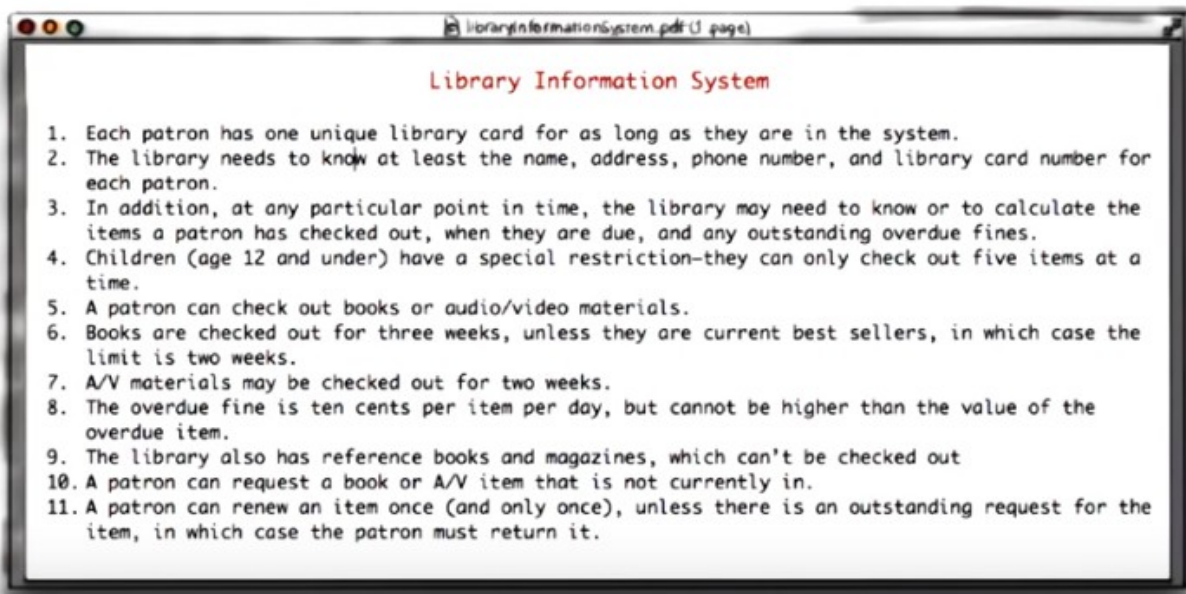 libraryInformationSystem.pdf (1 page)
Library Information System
1. Each patron has one unique library card for as long as they are in the system.
2. The library needs to know at least the name, address, phone number, and library card number for
each patron.
3. In addition, at any particular point in time, the library may need to know or to calculate the
items a patron has checked out, when they are due, and any outstanding overdue fines.
4. Children (age 12 and under) have a special restriction—they can only check out five items at a
time.
5. A patron can check out books or audio/video materials.
6. Books are checked out for three weeks, unless they are current best sellers, in which case the
limit is two weeks.
7. A/V materials may be checked out for two weeks.
8. The overdue fine is ten cents per item per day, but cannot be higher than the value of the
overdue item.
9. The library also has reference books and magazines, which can't be checked out
10. A patron can request a book or A/V item that is not currently in.
11. A patron can renew an item once (and only once), unless there is an outstanding request for the
item, in which case the patron must return it.